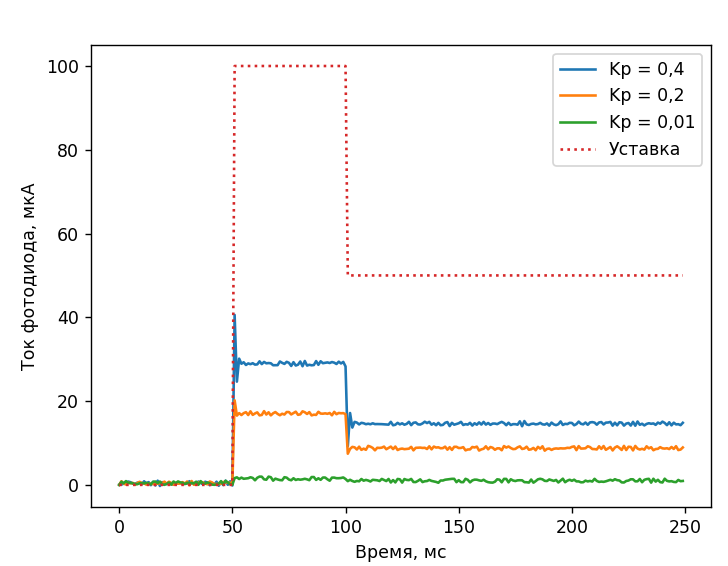 Ток фотодиода, мкА
100
80
60
40
20
0
Kp = 0,4
Kp = 0,2
Kp = 0,01
Уставка
0 50 100 150 200 250
Время, мс